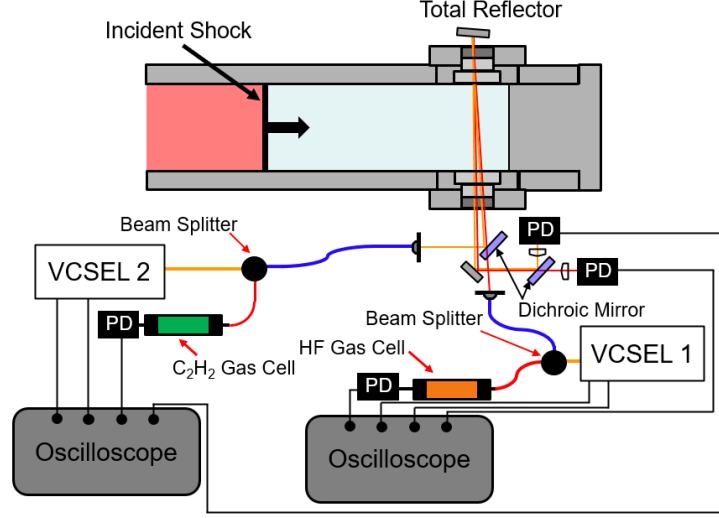 Total Reflector
Incident Shock
Beam Splitter
PD
VCSEL 2
PD
Dichroic Mirror
PD
C₂H₂ Gas Cell
Beam Splitter
HF Gas Cell
VCSEL 1
PD
Oscilloscope
Oscilloscope